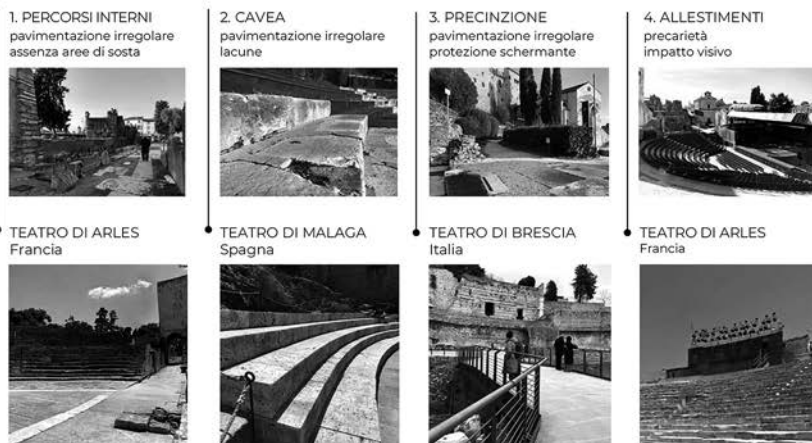 1. PERCORSI INTERNI
pavimentazione irregolare
assenza aree di sosta
2. CAVEA
pavimentazione irregolare
lacune
3. PRECINZIONE
pavimentazione irregolare
protezione schermante
4. ALLESTIMENTI
precarietà
impatto visivo
TEATRO DI ARLES
Francia
TEATRO DI MALAGA
Spagna
TEATRO DI BRESCIA
Italia
TEATRO DI ARLES
Francia